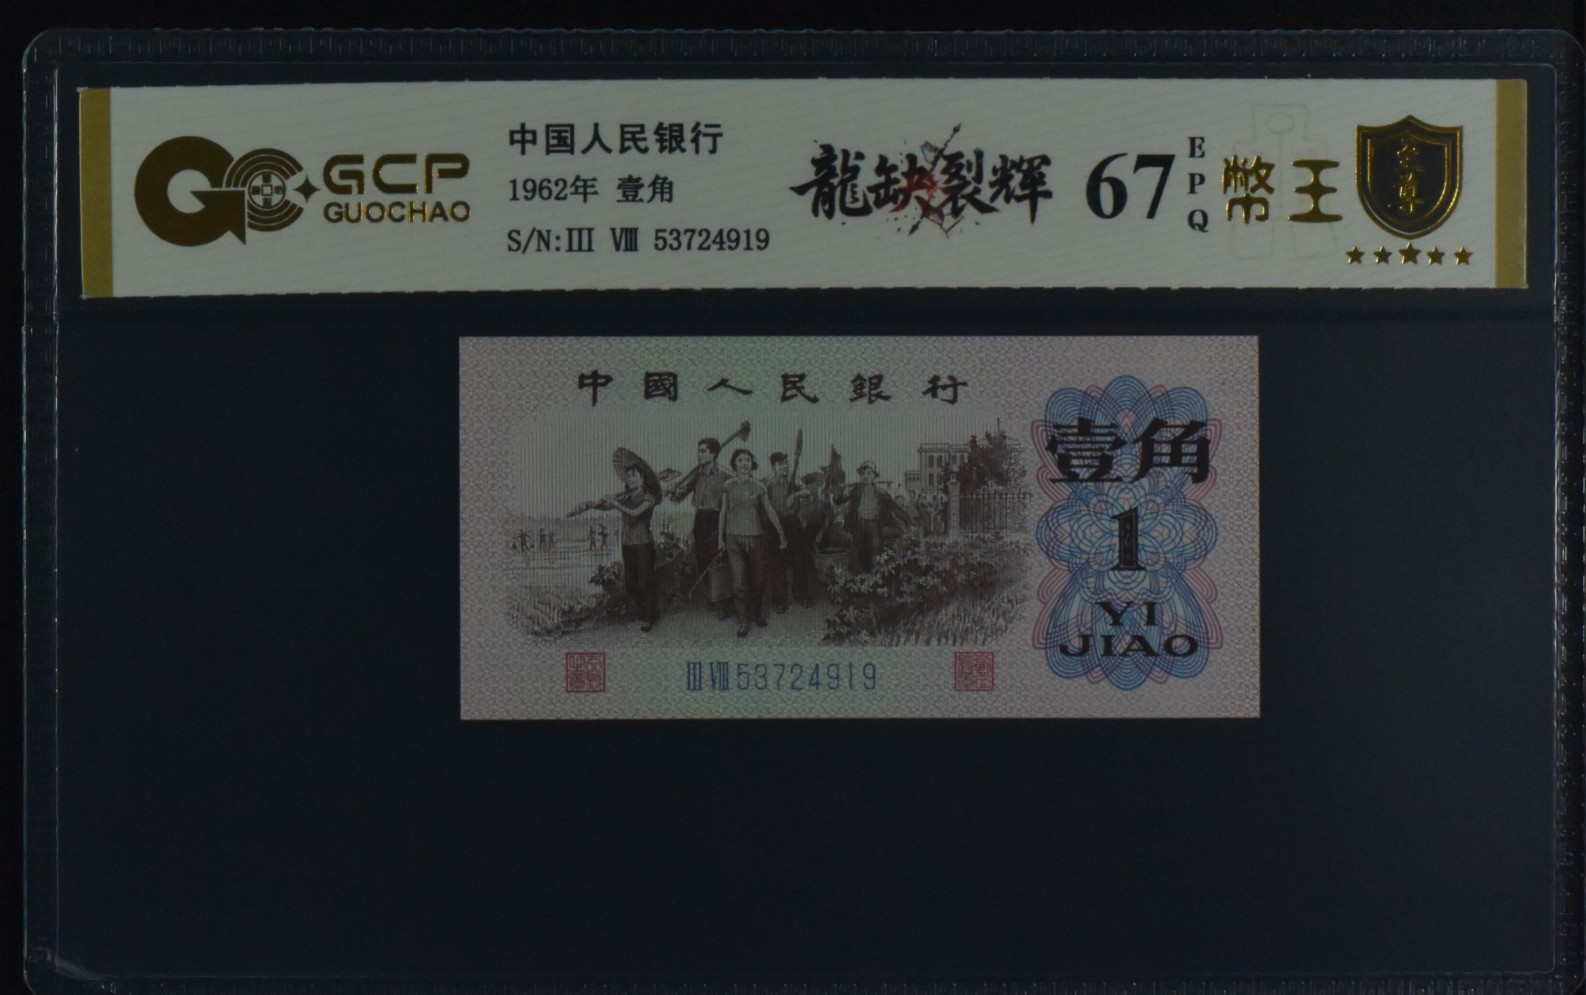 GCP
GUOCHAO
中国人民银行
1962年 壹角
S/N:III VIII 53724919
龍缺裂辉
67
EPQ
幣王
至尊
中國人民銀行
壹角
1
YI
JIAO
III VIII 53724919